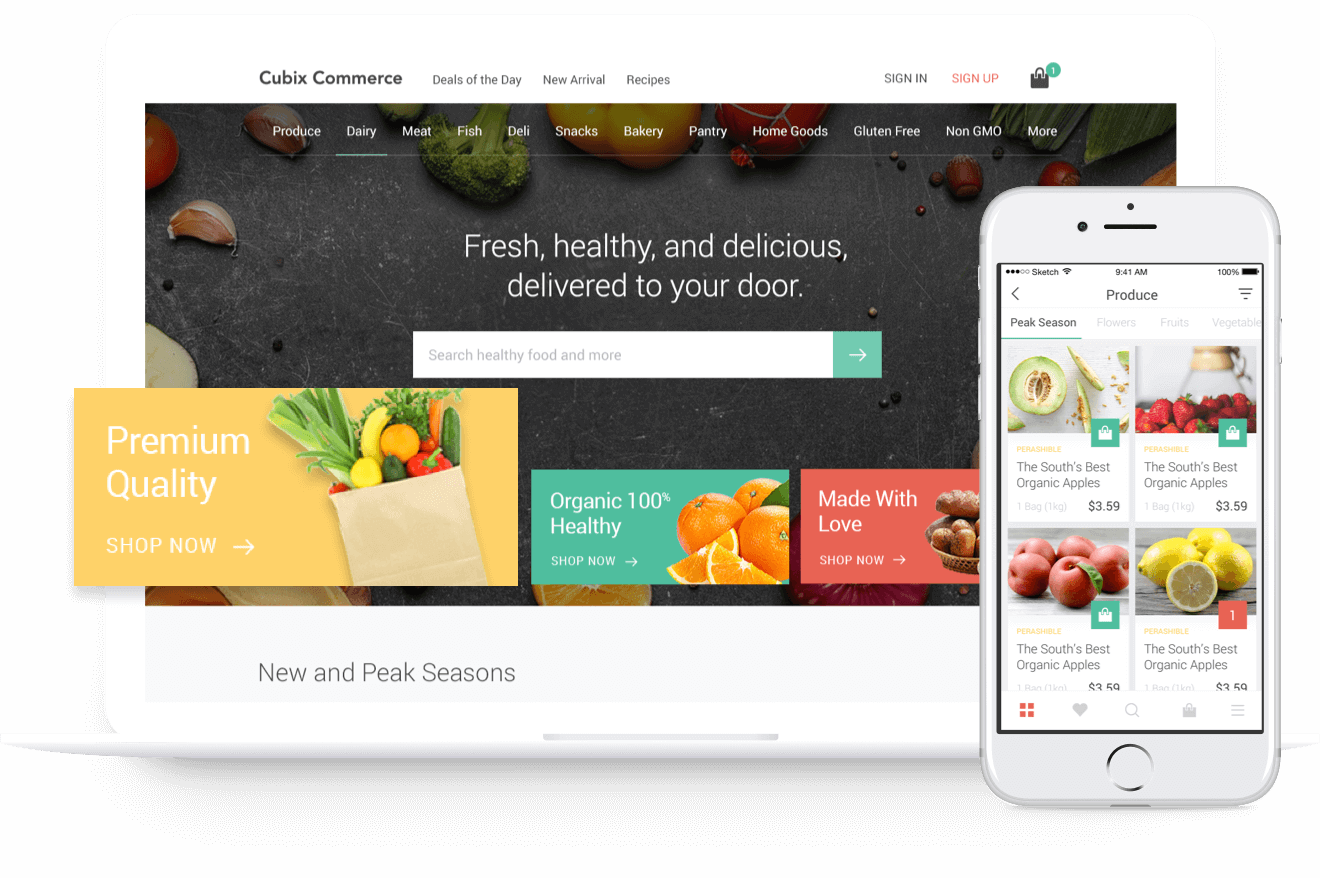 Cubix Commerce
Deals of the Day
New Arrival
Recipes
SIGN IN
SIGN UP
1
Produce
Dairy
Meat
Fish
Deli
Snacks
Bakery
Pantry
Home Goods
Gluten Free
Non GMO
More
Fresh, healthy, and delicious,
delivered to your door.
Search healthy food and more
Premium
Quality
SHOP NOW
Organic 100%
Healthy
SHOP NOW
Made With
Love
SHOP NOW
New and Peak Seasons
Sketch
9:41 AM
100%
Produce
Peak Season
Flowers
Fruits
Vegetable
PERASHIBLE
The South's Best
Organic Apples
1 Bag (1kg)
$3.59
PERASHIBLE
The South's Best
Organic Apples
1 Bag (1kg)
$3.59
PERASHIBLE
The South's Best
Organic Apples
1 Bag (1kg)
$3.59
1
PERASHIBLE
The South's Best
Organic Apples
1 Bag (1kg)
$3.59